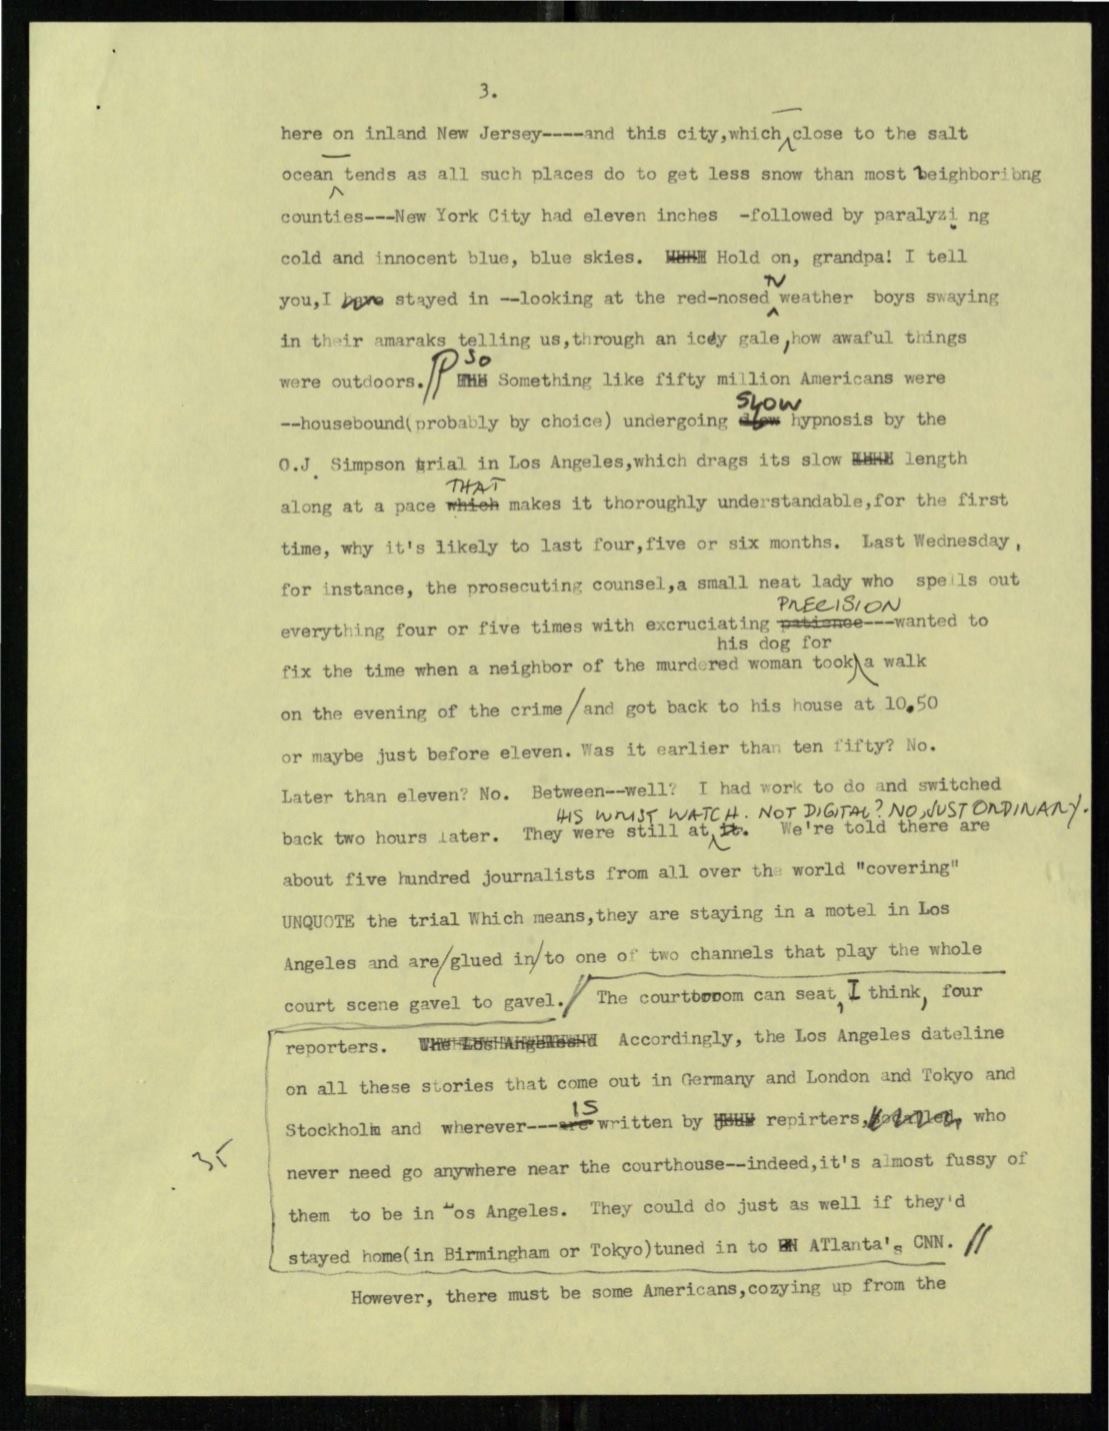 3.
here on inland New Jersey----and this city,which close to the salt
ocean tends as all such places do to get less snow than most beighboribng
counties---New York City had eleven inches -followed by paralyzi ng
cold and innocent blue, blue skies. Hold on, grandpa! I tell
TV
you,I have stayed in --looking at the red-nosed weather boys swaying
in their amaraks telling us,through an icdy gale,how awaful things
SO
were outdoors. Something like fifty million Americans were
SLOW
--housebound(probably by choice) undergoing hypnosis by the
O.J. Simpson trial in Los Angeles,which drags its slow length
THAT
along at a pace which makes it thoroughly understandable,for the first
time, why it's likely to last four,five or six months. Last Wednesday,
for instance, the prosecuting counsel,a small neat lady who spells out
PRECISION
everything four or five times with excruciating patience---wanted to
his dog for
fix the time when a neighbor of the murdered woman took a walk
on the evening of the crime/and got back to his house at 10.50
or maybe just before eleven. Was it earlier than ten fifty? No.
Later than eleven? No. Between--well? I had work to do and switched
HIS WRIST WATCH. NOT DIGITAL? NO, JUST ORDINARY.
back two hours later. They were still at it. We're told there are
about five hundred journalists from all over the world "covering"
UNQUOTE the trial Which means,they are staying in a motel in Los
Angeles and are/glued in/to one of two channels that play the whole
court scene gavel to gavel.// The courtooroom can seat, I think, four
reporters. The Los Angeles Accordingly, the Los Angeles dateline
on all these stories that come out in Germany and London and Tokyo and
IS
Stockholm and wherever---are written by repirters, who
35
never need go anywhere near the courthouse--indeed,it's almost fussy of
them to be in Los Angeles. They could do just as well if they'd
stayed home(in Birmingham or Tokyo)tuned in to ATlanta's CNN. //
However, there must be some Americans,cozying up from the